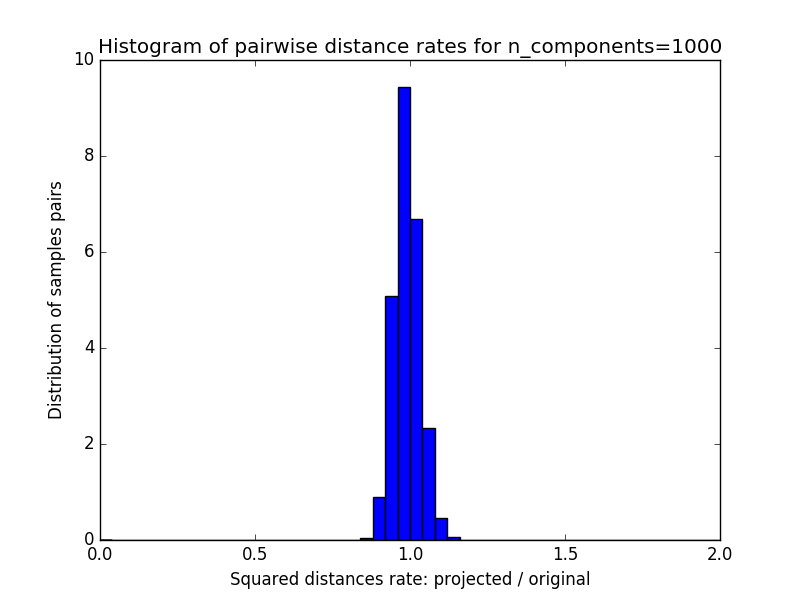 Histogram of pairwise distance rates for n_components=1000
10
8
6
4
2
0
Distribution of samples pairs
0.0 0.5 1.0 1.5 2.0
Squared distances rate: projected / original